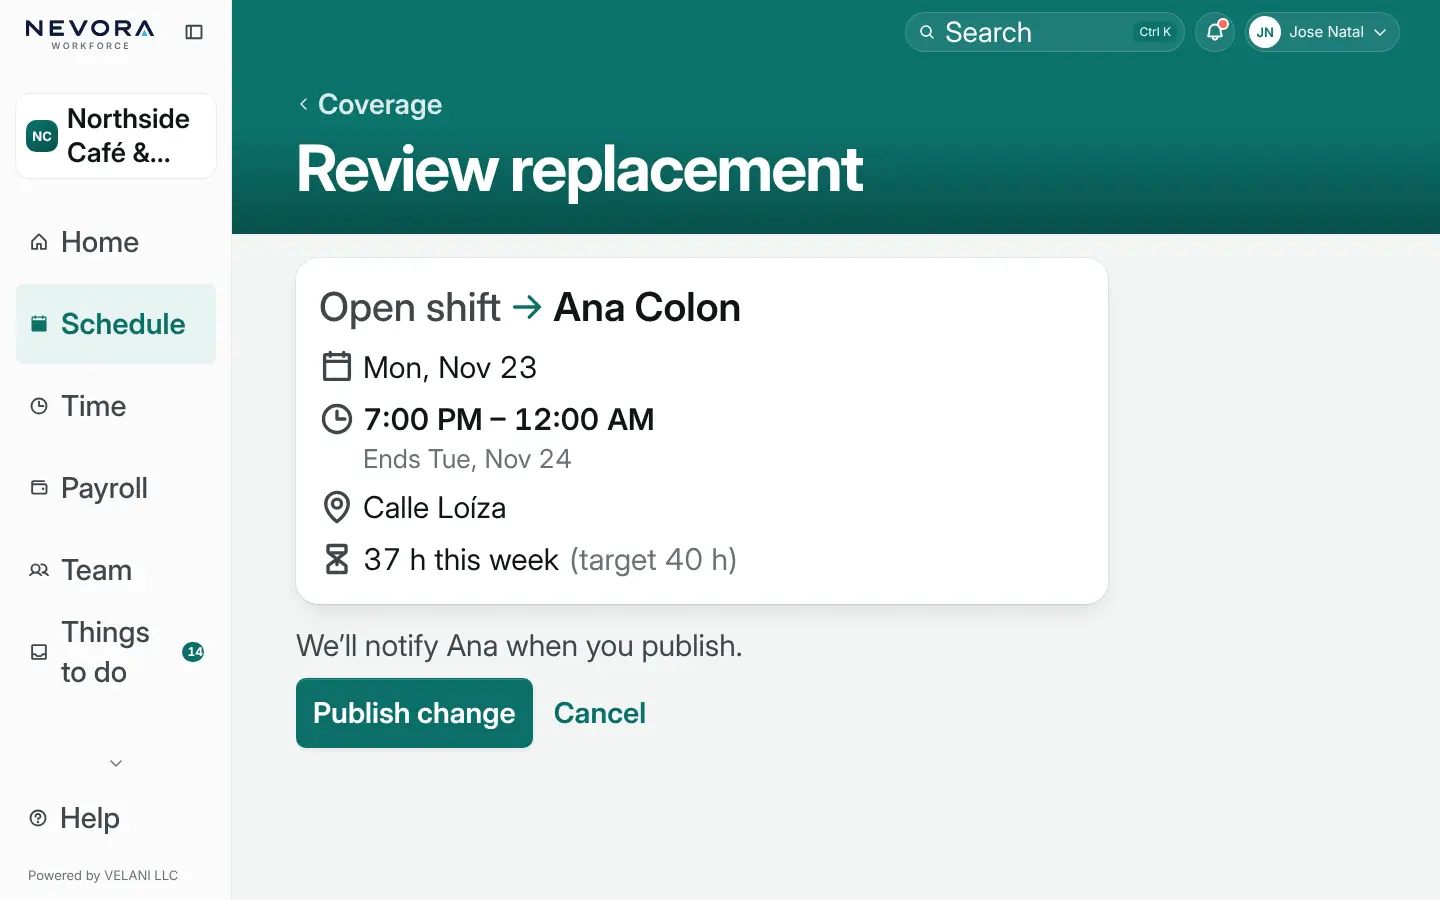 NEVORA
WORKFORCE
NC
Northside
Café &...
Home
Schedule
Time
Payroll
Team
Things
to do
14
Help
Powered by VELANI LLC
Search
Ctrl K
JN
Jose Natal
Coverage
Review replacement
Open shift → Ana Colon
Mon, Nov 23
7:00 PM – 12:00 AM
Ends Tue, Nov 24
Calle Loíza
37 h this week (target 40 h)
We’ll notify Ana when you publish.
Publish change
Cancel